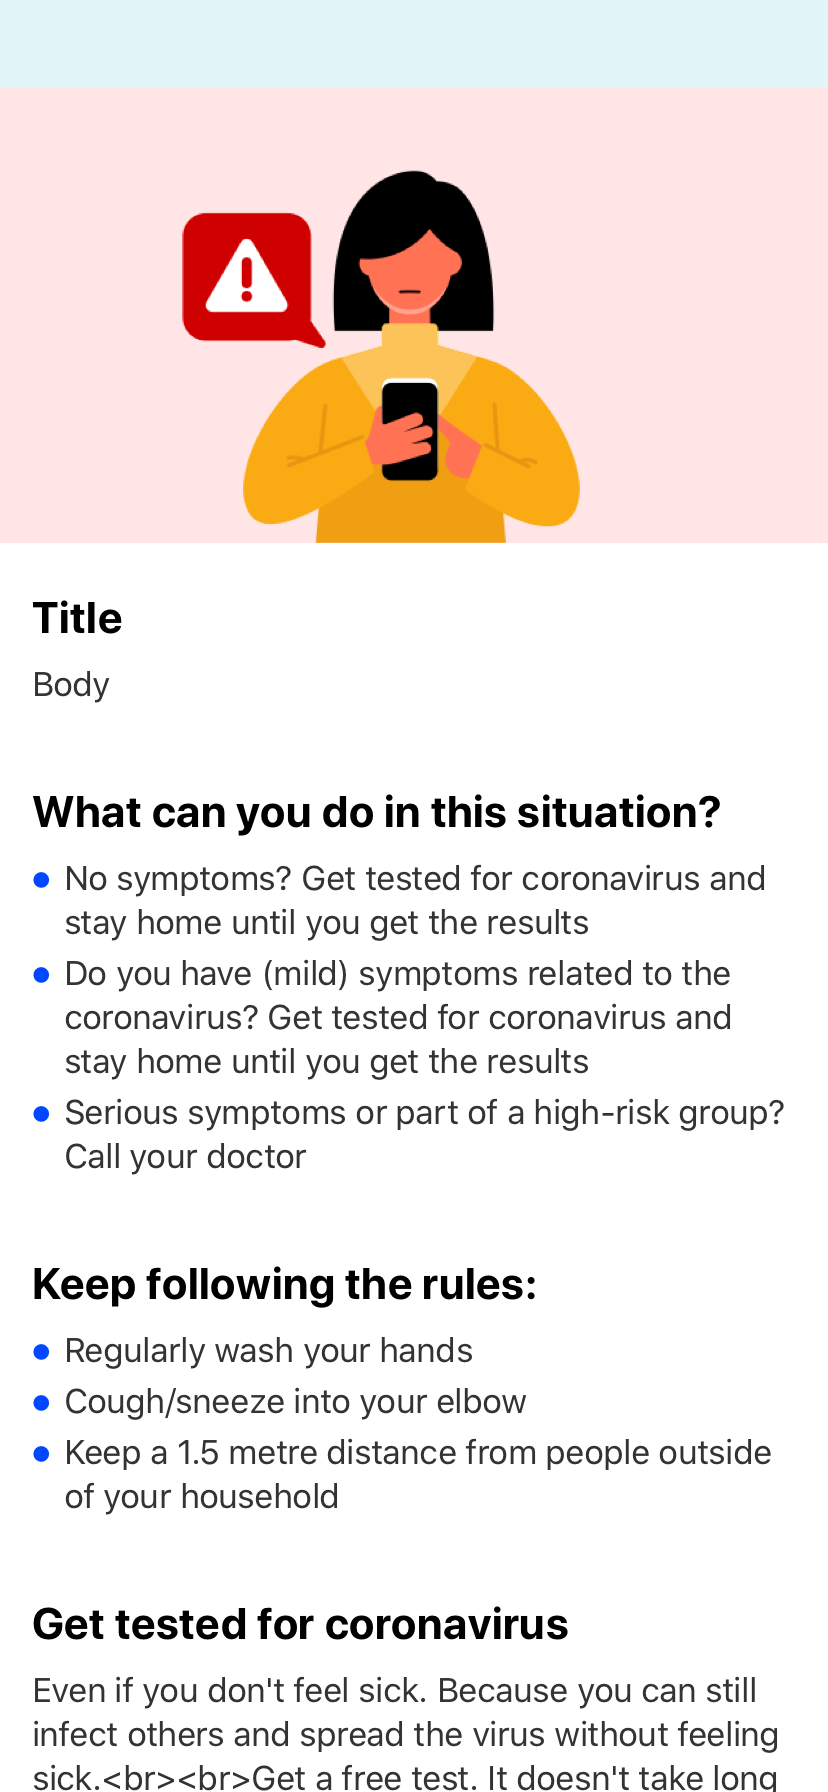 Title
Body
What can you do in this situation?
No symptoms? Get tested for coronavirus and
stay home until you get the results
Do you have (mild) symptoms related to the
coronavirus? Get tested for coronavirus and
stay home until you get the results
Serious symptoms or part of a high-risk group?
Call your doctor
Keep following the rules:
Regularly wash your hands
Cough/sneeze into your elbow
Keep a 1.5 metre distance from people outside
of your household
Get tested for coronavirus
Even if you don't feel sick. Because you can still
infect others and spread the virus without feeling
sick.<br><br>Get a free test. It doesn't take long